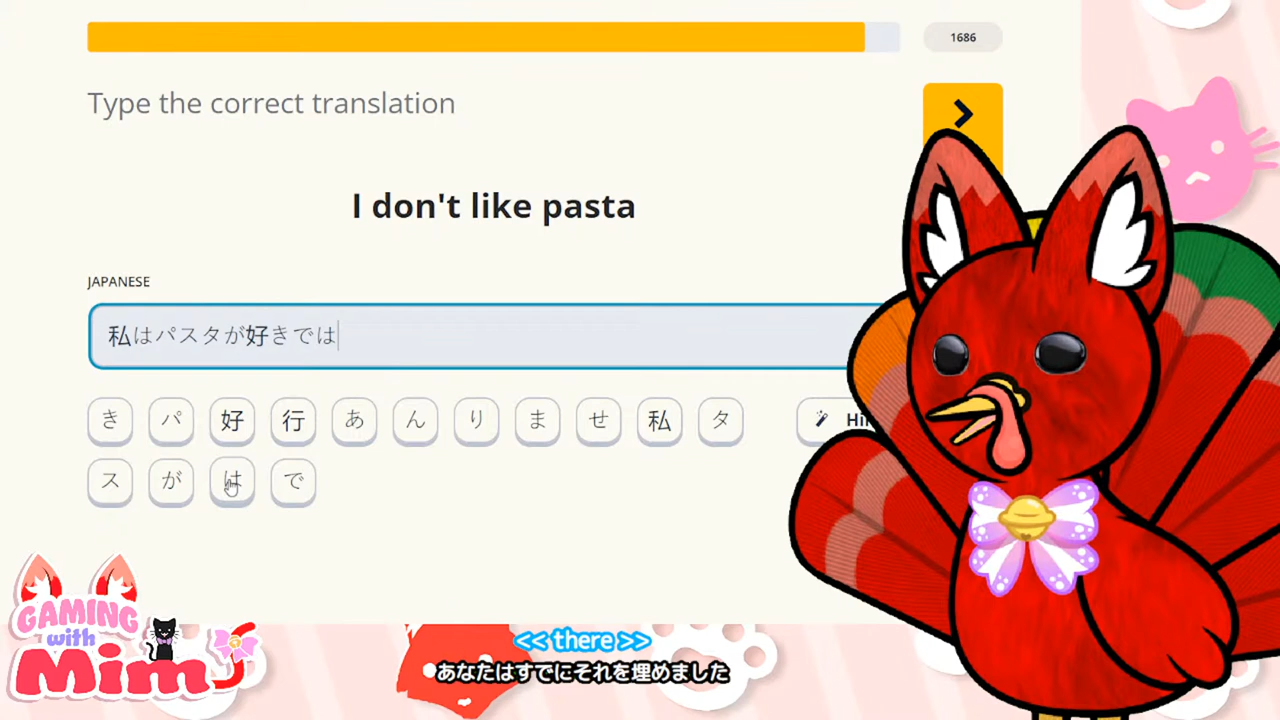 1686
Type the correct translation
I don't like pasta
JAPANESE
私はパスタが好きでは
き パ 好 行 あ ん り ま せ 私 タ
ス が は で
GAMING
with
Mim
<< there >>
あなたはすでにそれを埋めました